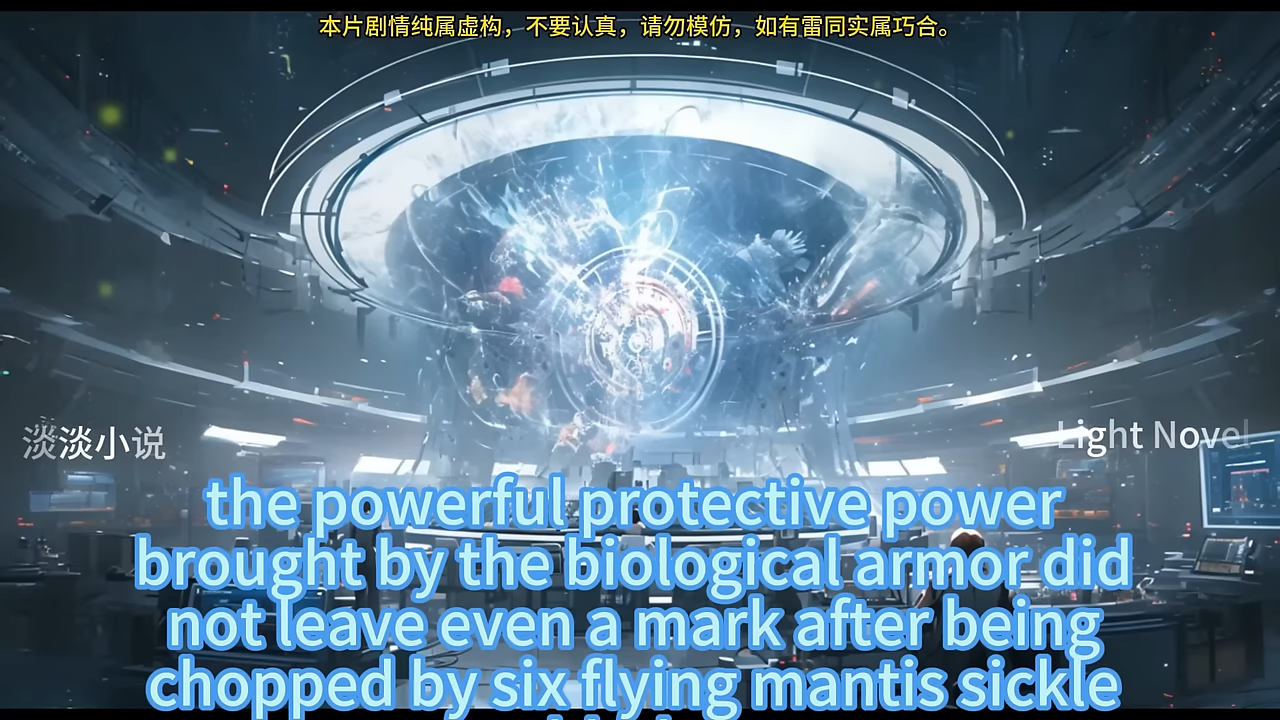 本片剧情纯属虚构，不要认真，请勿模仿，如有雷同实属巧合。
淡淡小说
Light Novel
the powerful protective power
brought by the biological armor did
not leave even a mark after being
chopped by six flying mantis sickle